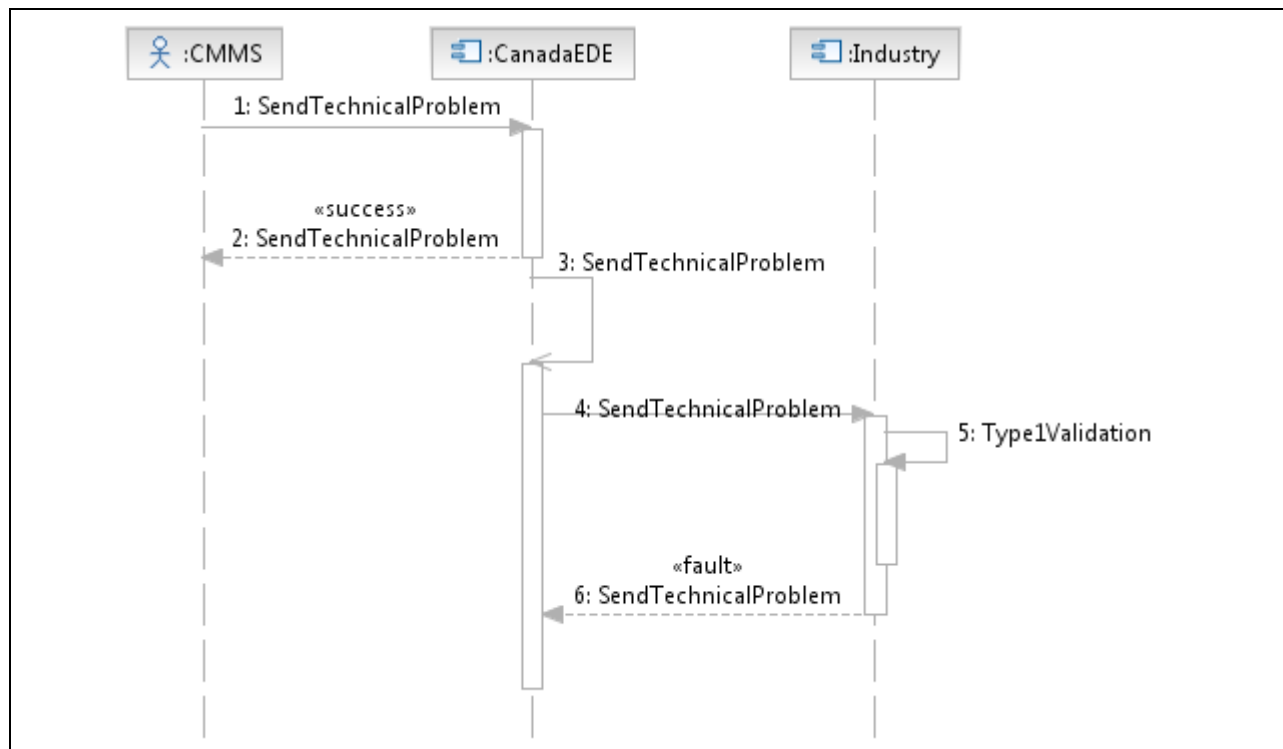 :CMMS
:CanadaEDE
:Industry
1: SendTechnicalProblem
«success»
2: SendTechnicalProblem
3: SendTechnicalProblem
4: SendTechnicalProblem
5: Type1Validation
«fault»
6: SendTechnicalProblem